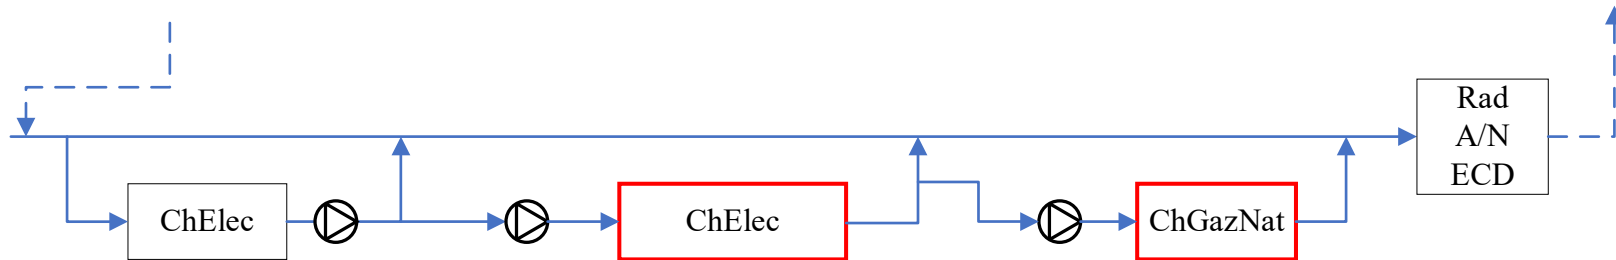 Rad
A/N
ECD
ChElec
ChElec
ChGazNat